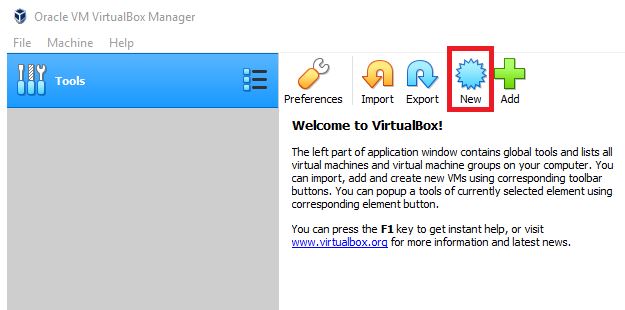 Oracle VM VirtualBox Manager
File Machine Help
Tools
Preferences Import Export New Add
Welcome to VirtualBox!
The left part of application window contains global tools and lists all
virtual machines and virtual machine groups on your computer. You
can import, add and create new VMs using corresponding toolbar
buttons. You can popup a tools of currently selected element using
corresponding element button.
You can press the F1 key to get instant help, or visit
www.virtualbox.org for more information and latest news.